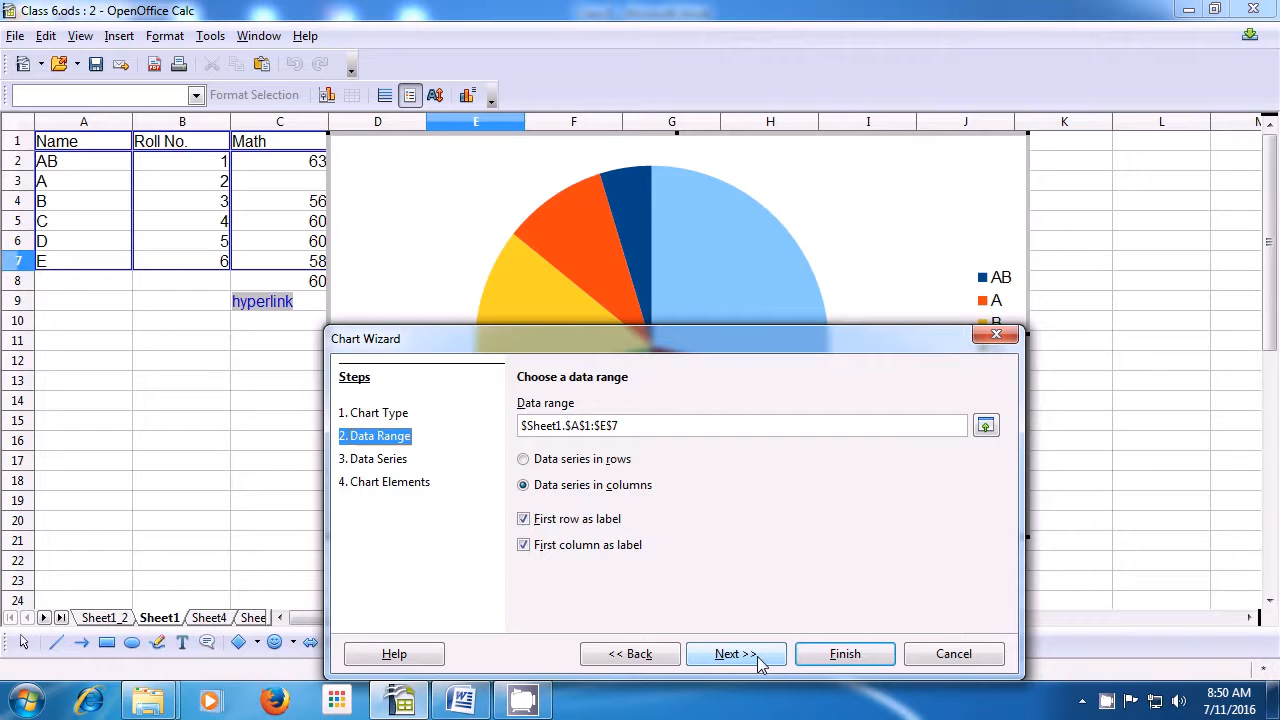 Class 6.ods : 2 - OpenOffice Calc
File Edit View Insert Format Tools Window Help
Format Selection
A B C D E F G H I J K L M
1 Name Roll No. Math
2 AB 1 63
3 A 2
4 B 3 56
5 C 4 60
6 D 5 60
7 E 6 58
8 60
9 hyperlink
10
11
12
13
14
15
16
17
18
19
20
21
22
23
24
AB
A
B
Chart Wizard
Steps
1. Chart Type
2. Data Range
3. Data Series
4. Chart Elements
Choose a data range
Data range
$Sheet1.$A$1:$E$7
Data series in rows
Data series in columns
First row as label
First column as label
Help << Back Next >> Finish Cancel
Sheet1_2 Sheet1 Sheet4 Shee
8:50 AM
7/11/2016